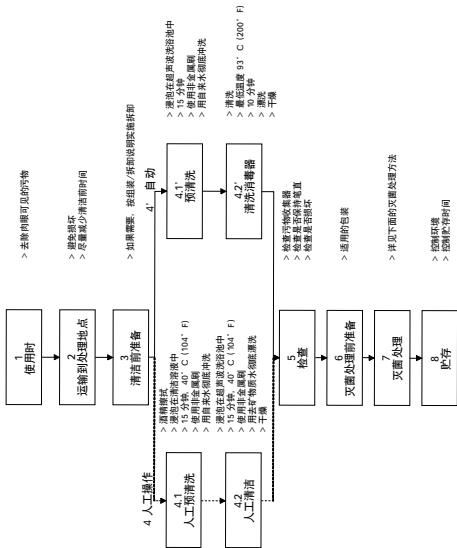 1
使用时
> 去除肉眼可见的污物
2
运输到处理地点
> 避免损坏
> 尽量减少清洁前时间
3
清洁前准备
> 如果需要，按组装/拆卸说明实施拆卸
4 人工操作
4' 自动
4.1
人工预清洗
> 酒精擦拭
> 浸泡在清洁溶液中
> 15 分钟，40°C (104°F)
> 使用非金属刷
> 用自来水彻底冲洗
4.1'
预清洗
> 浸泡在超声波洗浴池中
> 15 分钟
> 使用非金属刷
> 用自来水彻底冲洗
4.2
人工清洁
> 浸泡在超声波洗浴池中
> 15 分钟，40°C (104°F)
> 使用非金属刷
> 用去矿物质水彻底漂洗
> 干燥
4.2'
清洗消毒器
> 清洗
> 最低温度 93°C (200°F)
> 10 分钟
> 漂洗
> 干燥
5
检查
> 检查污物收集器
> 检查是否保持笔直
> 检查是否损坏
6
灭菌处理前准备
> 适用的包装
7
灭菌处理
> 详见下面的灭菌处理方法
8
贮存
> 控制环境
> 控制贮存时间